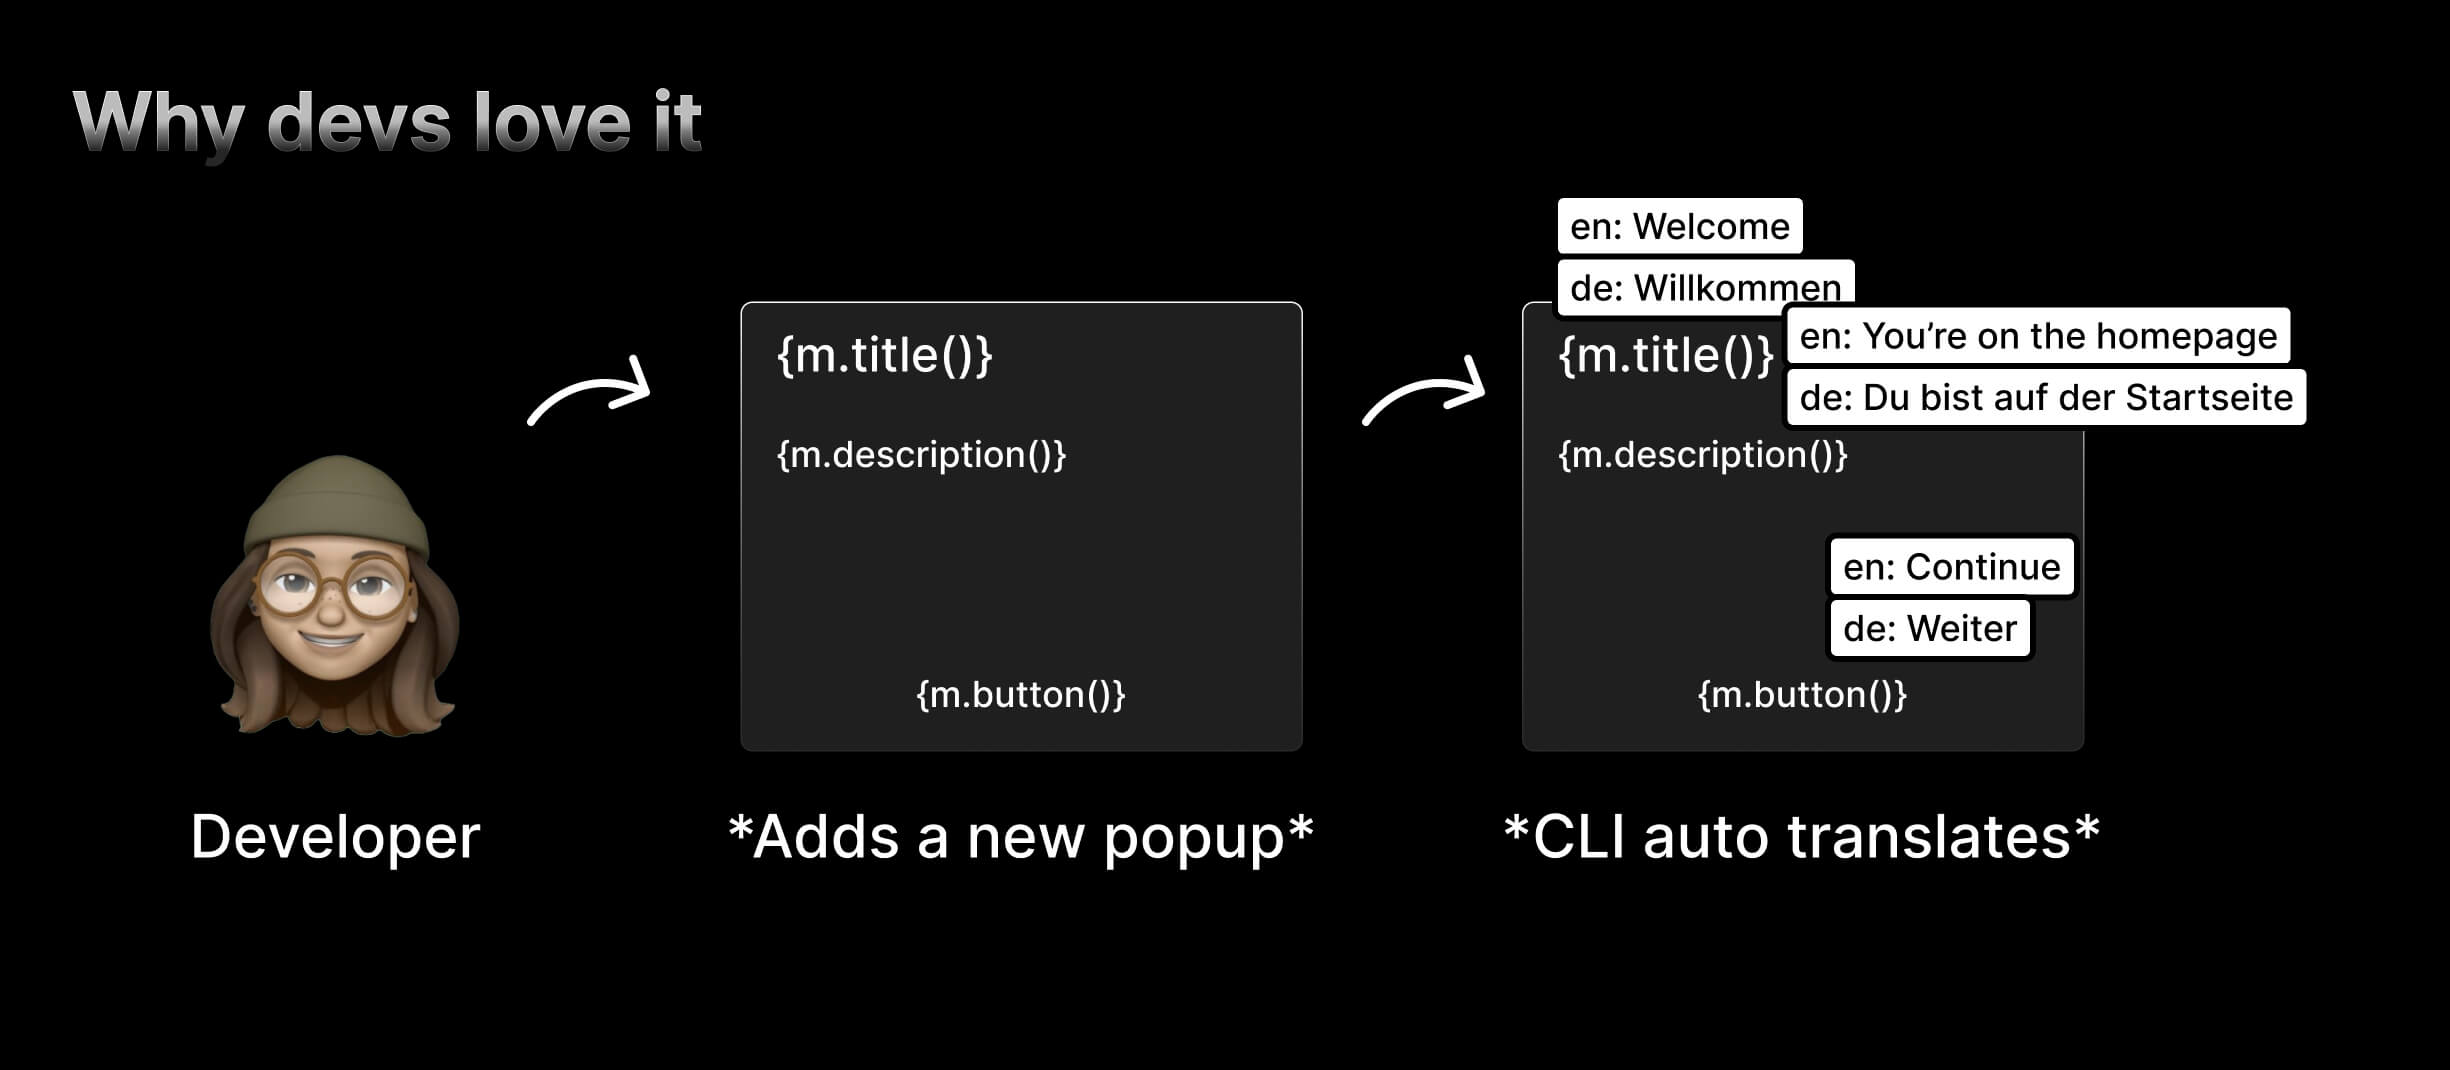 Why devs love it
Developer
{m.title()}
{m.description()}
{m.button()}
*Adds a new popup*
en: Welcome
de: Willkommen
{m.title()}
en: You’re on the homepage
de: Du bist auf der Startseite
{m.description()}
en: Continue
de: Weiter
{m.button()}
*CLI auto translates*